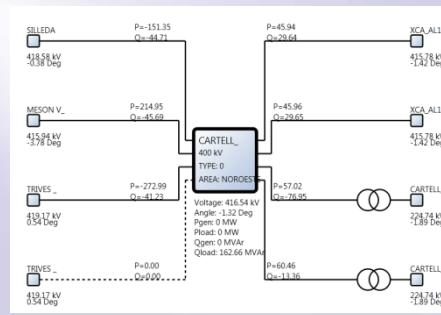 SILLEDA
P=-151.35
Q=-44.71
418.58 kV
-0.38 Deg
MESON V_
P=214.95
Q=-45.69
415.94 kV
-3.78 Deg
TRIVES _
P=-272.99
Q=-41.23
419.17 kV
0.54 Deg
TRIVES _
P=0.00
Q=0.00
419.17 kV
0.54 Deg
CARTELL_
400 kV
TYPE: 0
AREA: NOROESTE
Voltage: 416.54 kV
Angle: -1.32 Deg
Pgen: 0 MW
Pload: 0 MW
Qgen: 0 MVAr
Qload: 162.66 MVAr
P=45.94
Q=29.64
XCA_AL1
415.78 kV
-1.42 Deg
P=45.96
Q=29.65
XCA_AL1
415.78 kV
-1.42 Deg
P=57.02
Q=-76.95
CARTELL_
224.74 kV
-1.89 Deg
P=60.46
Q=-13.36
CARTELL_
224.74 kV
-1.89 Deg